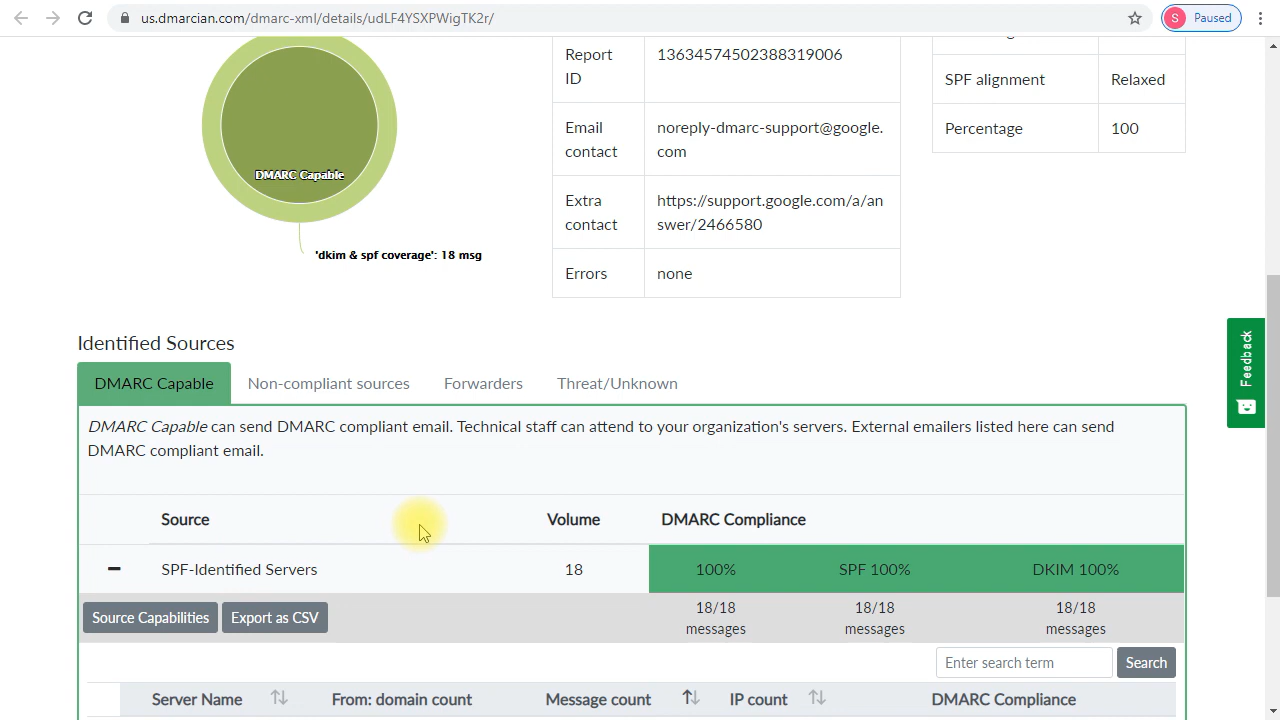 us.dmarcian.com/dmarc-xml/details/udLF4YSXPWigTK2r/
S
Paused
DMARC Capable
'dkim & spf coverage': 18 msg
Report
ID
13634574502388319006
Email
contact
noreply-dmarc-support@google.
com
Extra
contact
https://support.google.com/a/an
swer/2466580
Errors
none
SPF alignment
Relaxed
Percentage
100
Feedback
Identified Sources
DMARC Capable
Non-compliant sources
Forwarders
Threat/Unknown
DMARC Capable can send DMARC compliant email. Technical staff can attend to your organization's servers. External emailers listed here can send
DMARC compliant email.
Source
Volume
DMARC Compliance
SPF-Identified Servers
18
100%
SPF 100%
DKIM 100%
Source Capabilities
Export as CSV
18/18
messages
18/18
messages
18/18
messages
Enter search term
Search
Server Name
From: domain count
Message count
IP count
DMARC Compliance